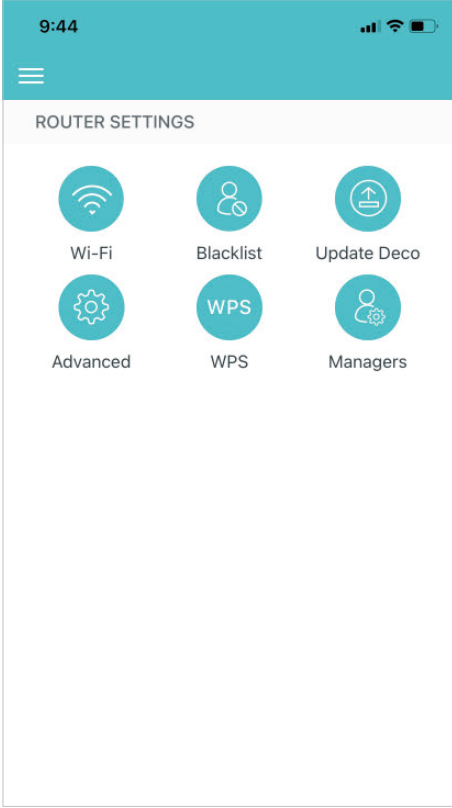 9:44
ROUTER SETTINGS
Wi-Fi Blacklist Update Deco
WPS
Advanced WPS Managers